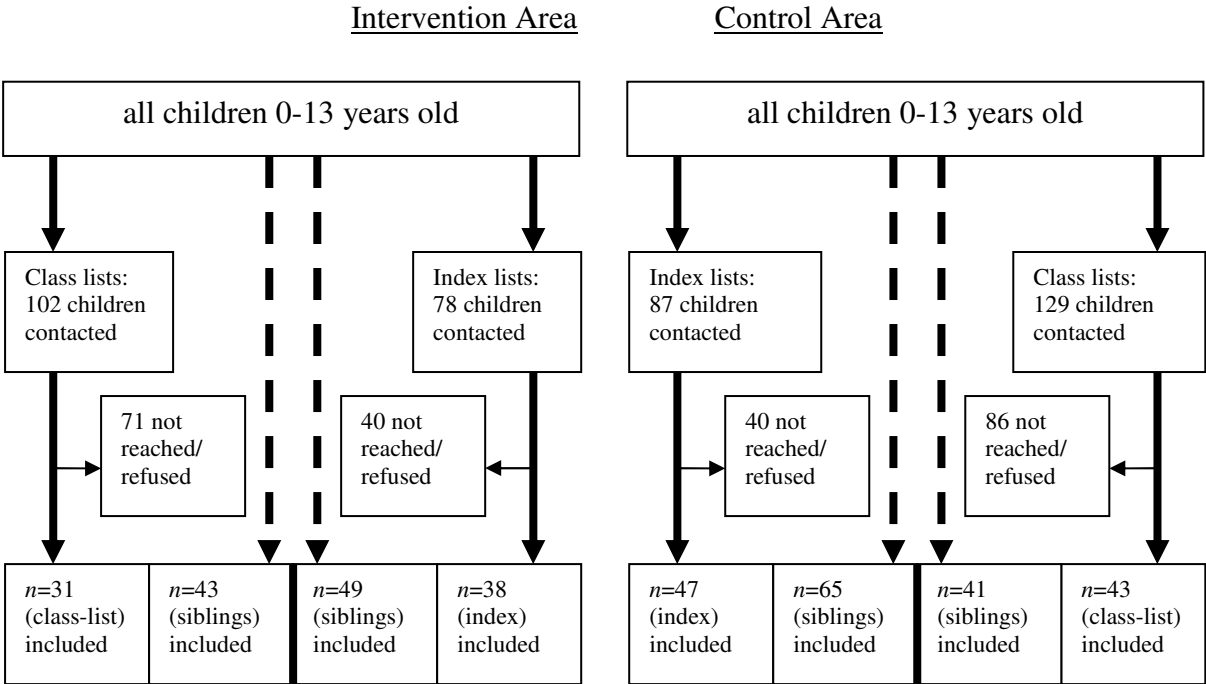 Intervention Area
Control Area
all children 0-13 years old
all children 0-13 years old
Class lists:
102 children
contacted
Index lists:
78 children
contacted
Index lists:
87 children
contacted
Class lists:
129 children
contacted
71 not
reached/
refused
40 not
reached/
refused
40 not
reached/
refused
86 not
reached/
refused
n=31
(class-list)
included
n=43
(siblings)
included
n=49
(siblings)
included
n=38
(index)
included
n=47
(index)
included
n=65
(siblings)
included
n=41
(siblings)
included
n=43
(class-list)
included